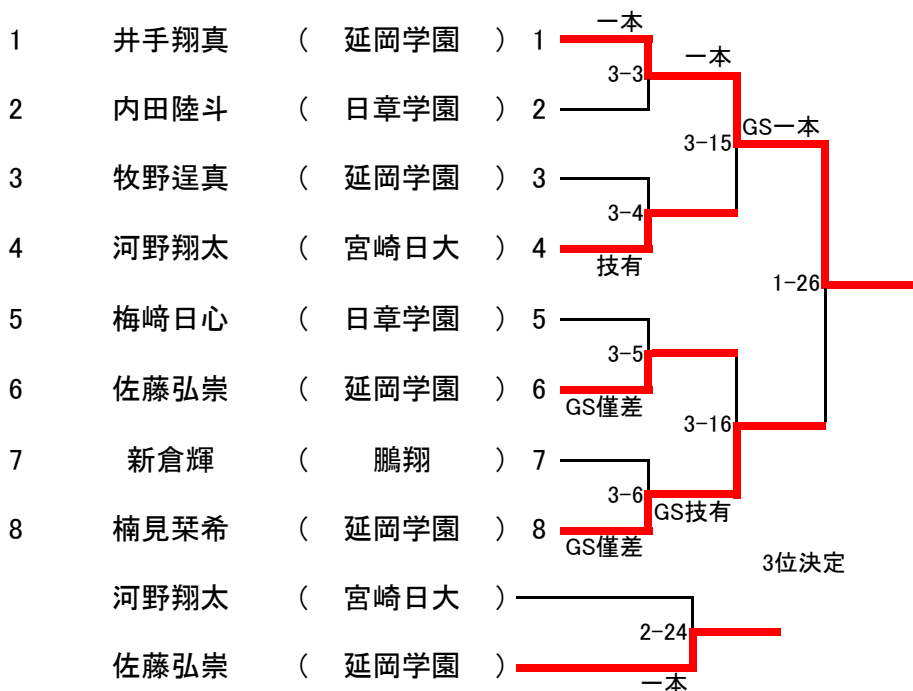 一本
1 井手翔真 ( 延岡学園 ) 1
一本
3-3
2 内田陸斗 ( 日章学園 ) 2
GS一本
3-15
3 牧野逞真 ( 延岡学園 ) 3
3-4
4 河野翔太 ( 宮崎日大 ) 4
技有
1-26
5 梅﨑日心 ( 日章学園 ) 5
3-5
6 佐藤弘崇 ( 延岡学園 ) 6
GS僅差
3-16
7 新倉輝 ( 鵬翔 ) 7
3-6
GS技有
8 楠見栞希 ( 延岡学園 ) 8
GS僅差
3位決定
河野翔太 ( 宮崎日大 )
2-24
佐藤弘崇 ( 延岡学園 )
一本